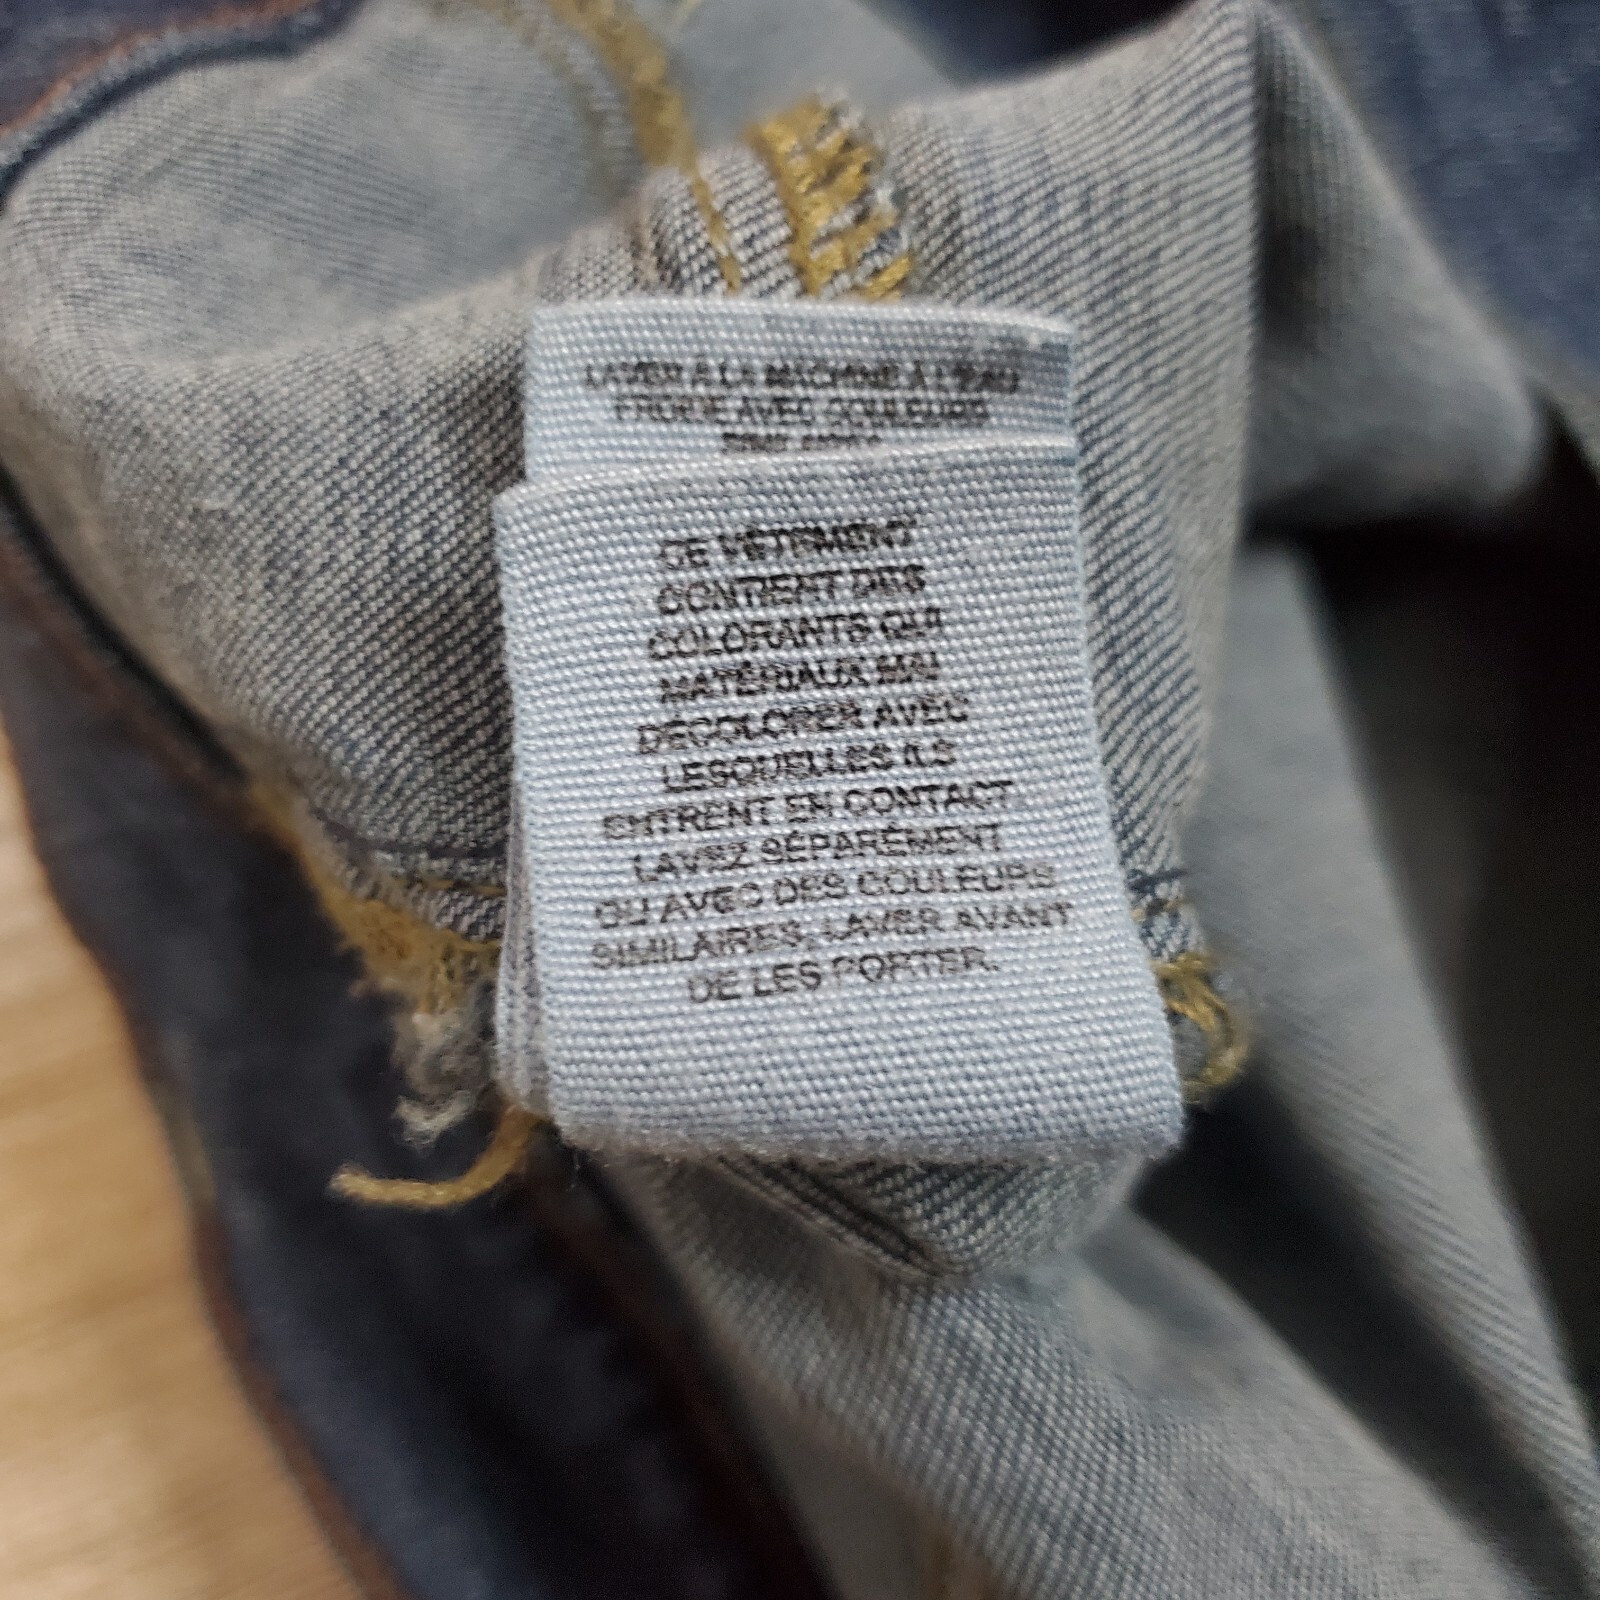 LAVER À LA MACHINE À L'EAU
FROIDE AVEC COULEURS
CE VÊTEMENT
CONTIENT DES
COLORANTS QUI
MATÉRIAUX MAI
DÉCOLORER AVEC
LESQUELLES ILS
ENTRENT EN CONTACT
LAVEZ SÉPARÉMENT
OU AVEC DES COULEURS
SIMILAIRES. LAVER AVANT
DE LES PORTER.